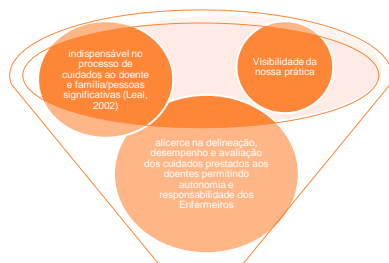 indispensável no
processo de
cuidados ao doente
e família/pessoas
significativas (Leal,
2002)
Visibilidade da
nossa prática
alicerce na delineação,
desempenho e avaliação
dos cuidados prestados aos
doentes permitindo
autonomia e
responsabilidade dos
Enfermeiros